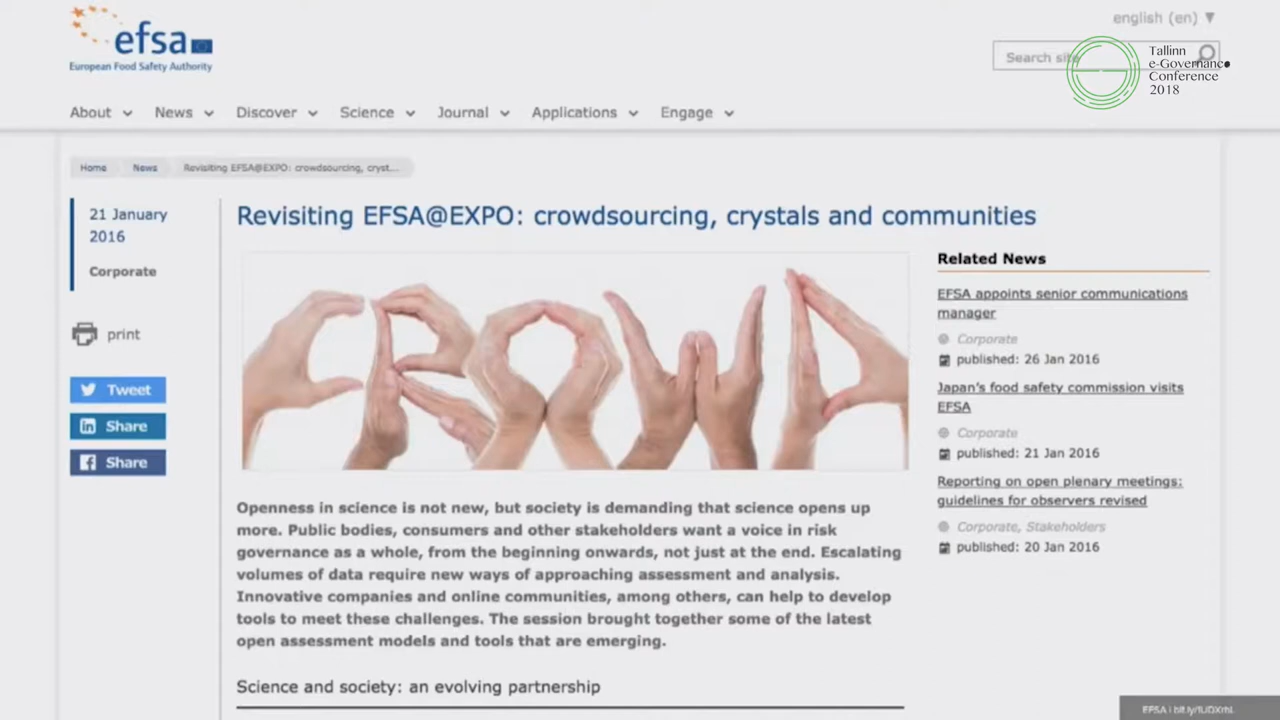 efsa
European Food Safety Authority
english (en)
Search site
Tallinn
e-Governance
Conference
2018
About
News
Discover
Science
Journal
Applications
Engage
Home
News
Revisiting EFSA@EXPO: crowdsourcing, cryst...
21 January
2016
Corporate
print
Tweet
Share
Share
Revisiting EFSA@EXPO: crowdsourcing, crystals and communities
CROWD
Openness in science is not new, but society is demanding that science opens up
more. Public bodies, consumers and other stakeholders want a voice in risk
governance as a whole, from the beginning onwards, not just at the end. Escalating
volumes of data require new ways of approaching assessment and analysis.
Innovative companies and online communities, among others, can help to develop
tools to meet these challenges. The session brought together some of the latest
open assessment models and tools that are emerging.
Science and society: an evolving partnership
Related News
EFSA appoints senior communications
manager
Corporate
published: 26 Jan 2016
Japan's food safety commission visits
EFSA
Corporate
published: 21 Jan 2016
Reporting on open plenary meetings:
guidelines for observers revised
Corporate, Stakeholders
published: 20 Jan 2016
EFSA